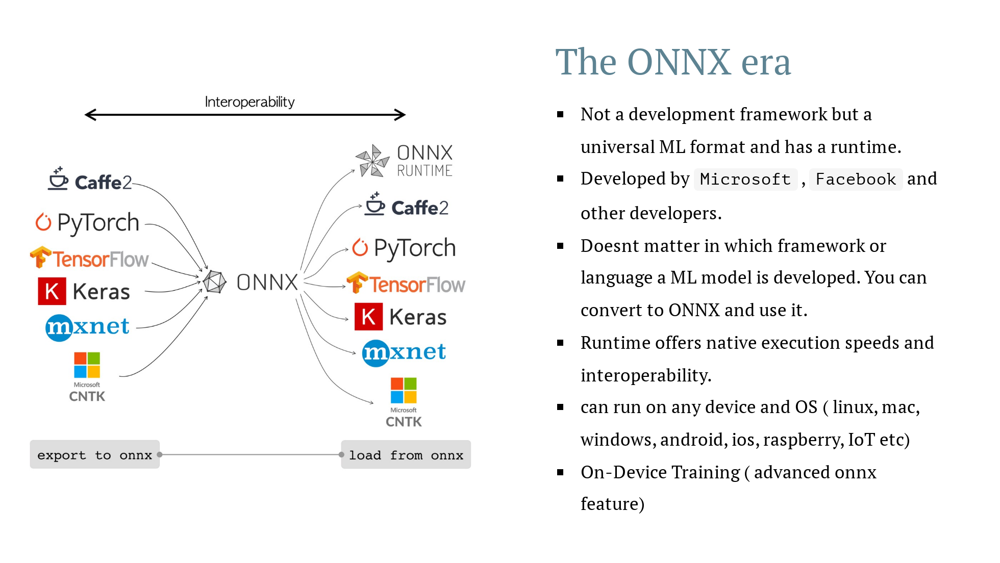 Interoperability
Caffe2
PyTorch
TensorFlow
K Keras
mxnet
Microsoft
CNTK
ONNX
ONNX
RUNTIME
Caffe2
PyTorch
TensorFlow
K Keras
mxnet
Microsoft
CNTK
export to onnx
load from onnx
The ONNX era
Not a development framework but a
universal ML format and has a runtime.
Developed by Microsoft , Facebook and
other developers.
Doesnt matter in which framework or
language a ML model is developed. You can
convert to ONNX and use it.
Runtime offers native execution speeds and
interoperability.
can run on any device and OS ( linux, mac,
windows, android, ios, raspberry, IoT etc)
On-Device Training ( advanced onnx
feature)